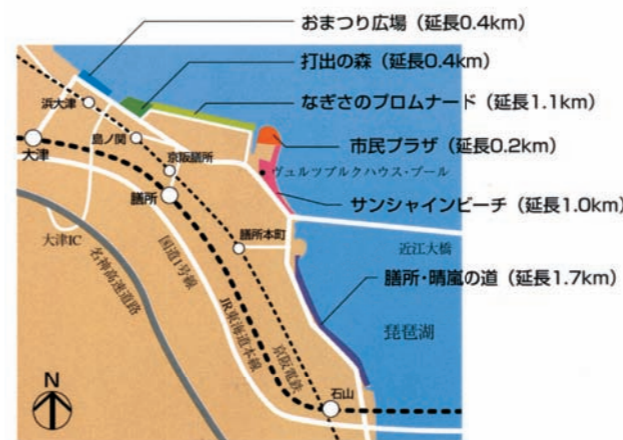 おまつり広場（延長0.4km）
打出の森（延長0.4km）
なぎさのプロムナード（延長1.1km）
市民プラザ（延長0.2km）
ヴュルツブルクハウス・プール
サンシャインビーチ（延長1.0km）
近江大橋
膳所・晴嵐の道（延長1.7km）
琵琶湖
浜大津
島ノ関
大津
京阪膳所
膳所
膳所本町
大津IC
名神高速道路
国道1号線
JR東海道本線
京阪電鉄
石山
N